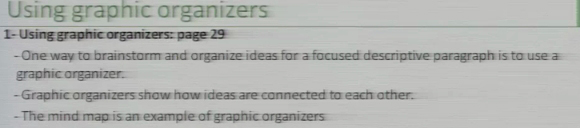 Using graphic organizers
1- Using graphic organizers: page 29
- One way to brainstorm and organize ideas for a focused descriptive paragraph is to use a
graphic organizer.
- Graphic organizers show how ideas are connected to each other.
- The mind map is an example of graphic organizers